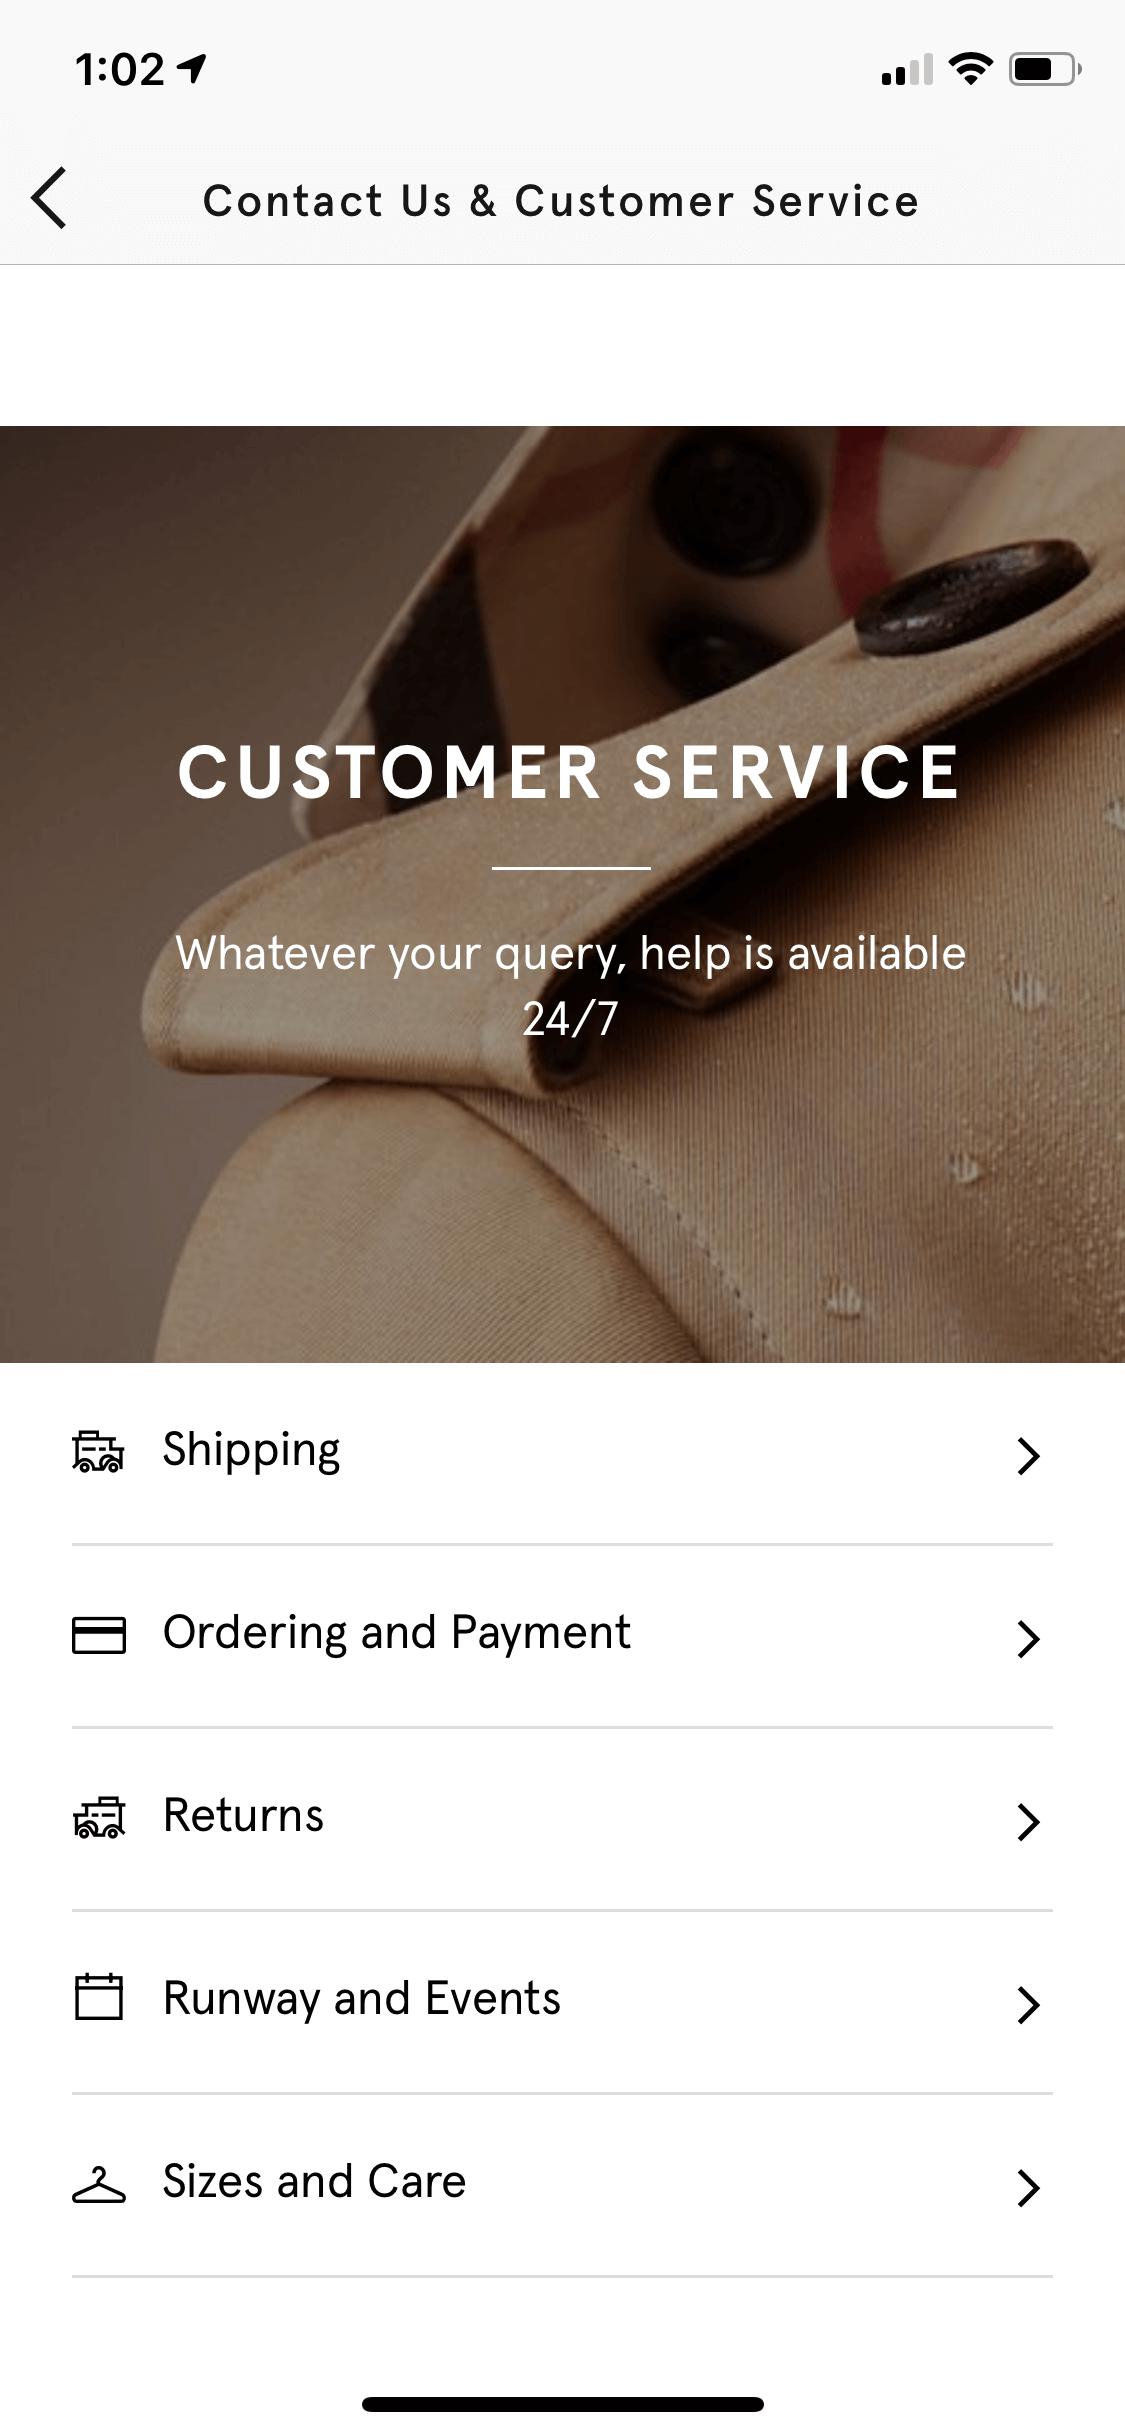 1:02
Contact Us & Customer Service
CUSTOMER SERVICE
Whatever your query, help is available
24/7
Shipping
Ordering and Payment
Returns
Runway and Events
Sizes and Care